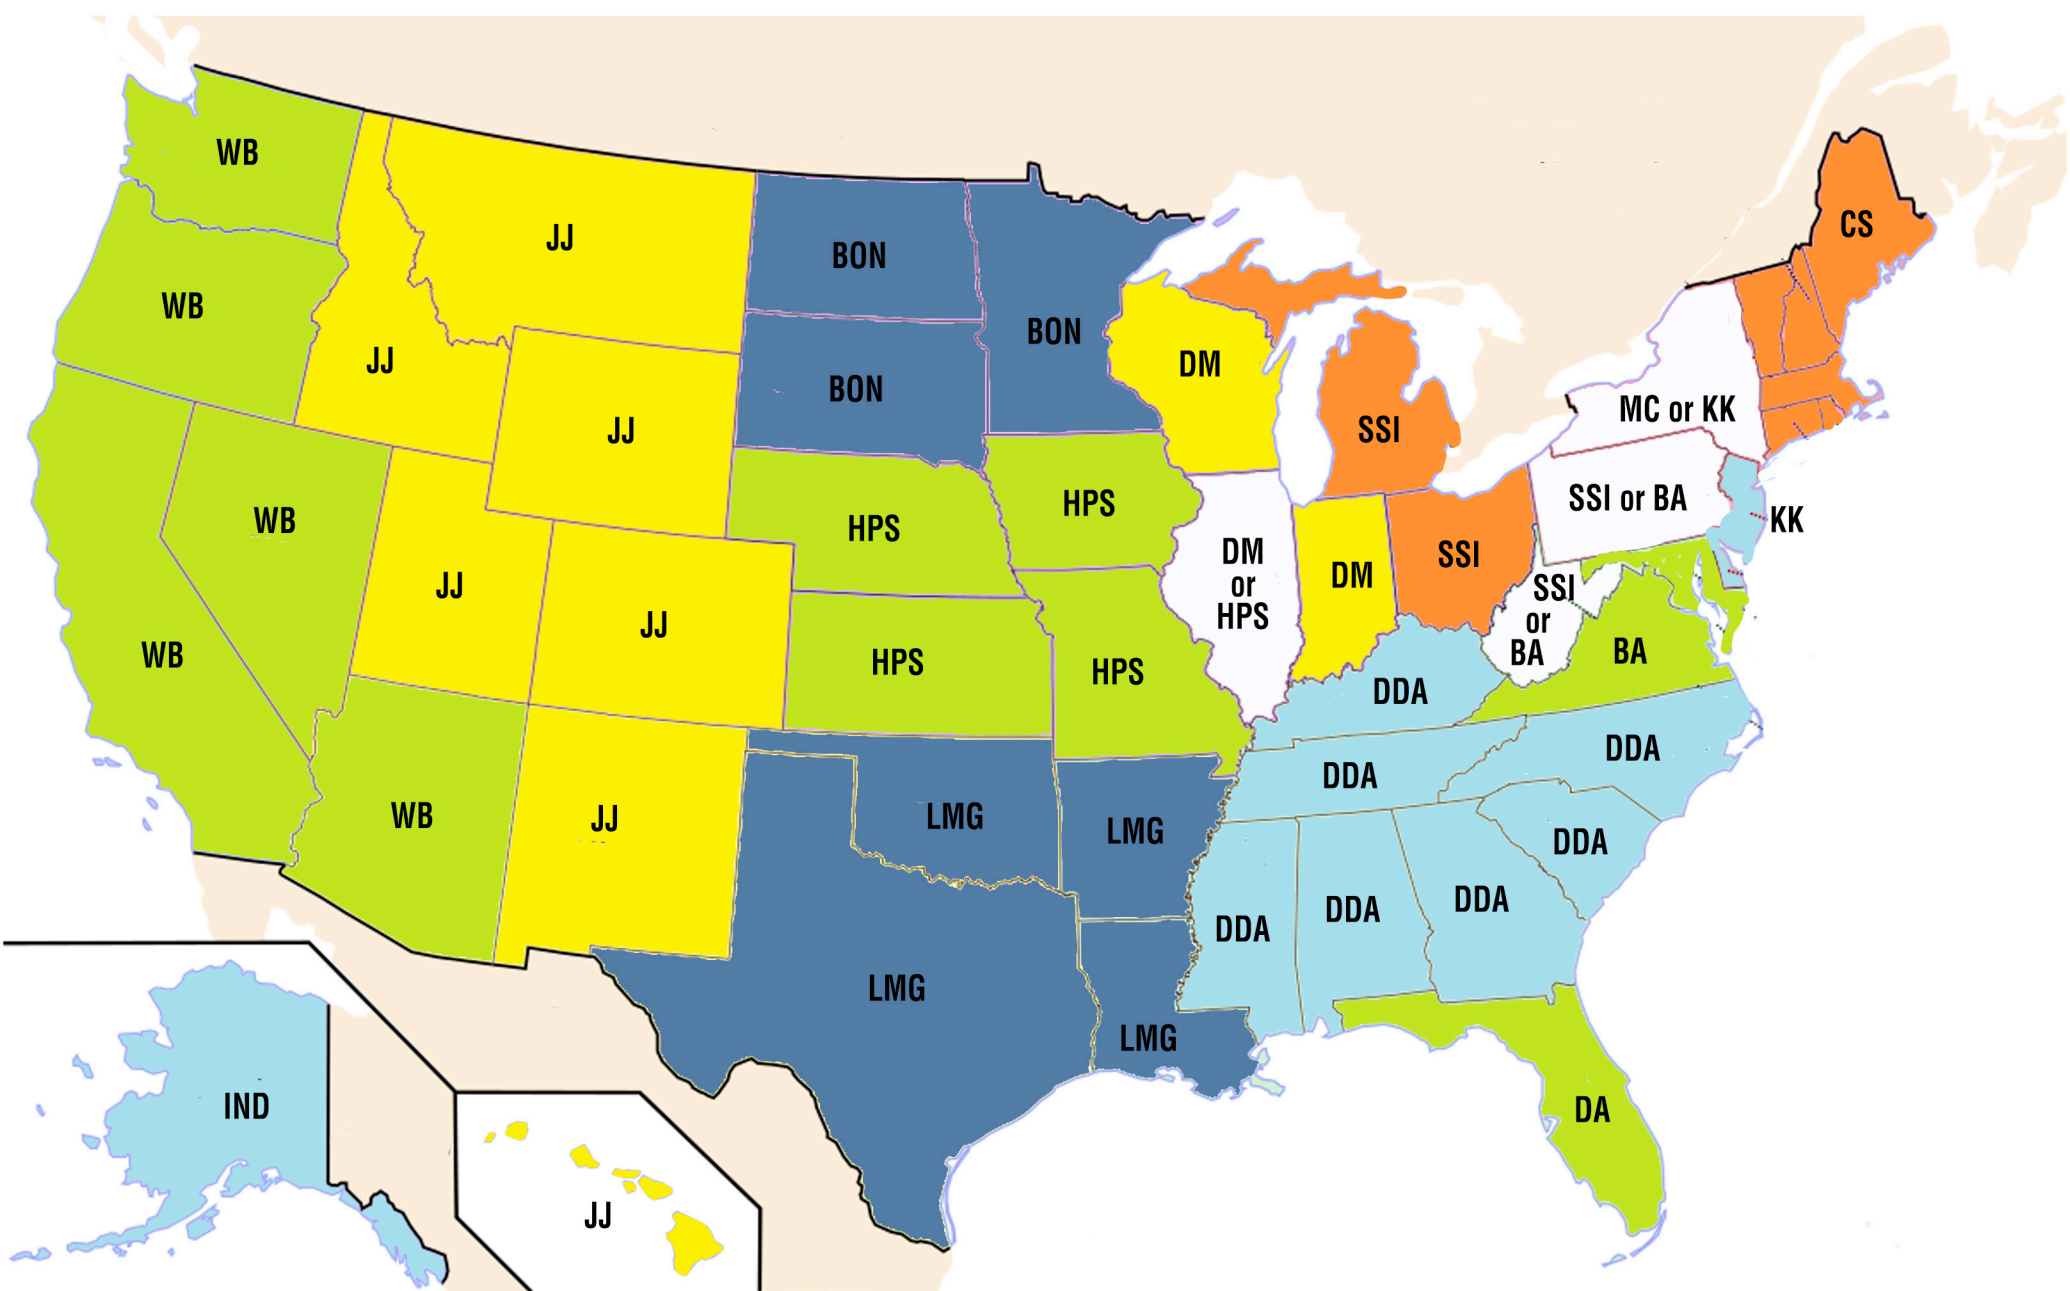 WB
JJ
BON
BON
CS
WB
BON
JJ
DM
BON
JJ
SSI
MC or KK
WB
HPS
HPS
SSI or BA
KK
JJ
DM
or
HPS
DM
SSI
SSI
or
BA
JJ
WB
HPS
HPS
BA
DDA
DDA
DDA
WB
JJ
LMG
LMG
DDA
DDA
DDA
DDA
LMG
LMG
IND
DA
JJ